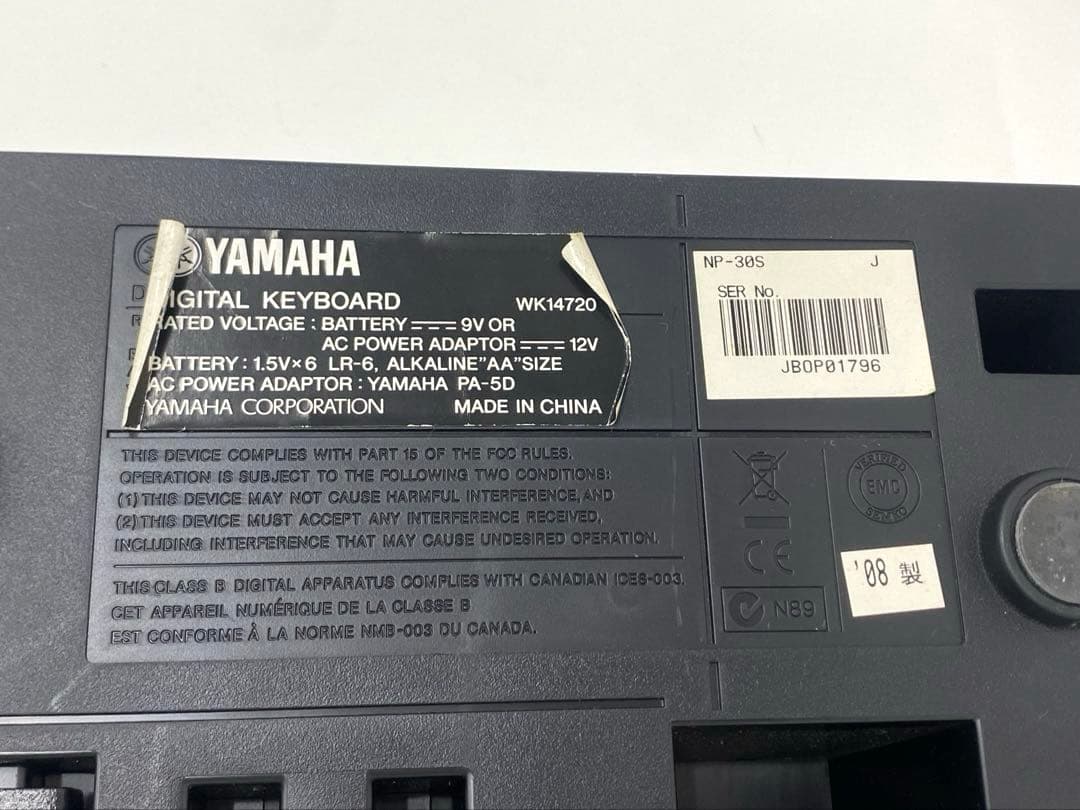 YAMAHA
DIGITAL KEYBOARD WK14720
RATED VOLTAGE : BATTERY 9V OR
AC POWER ADAPTOR 12V
BATTERY : 1.5V×6 LR-6, ALKALINE"AA"SIZE
AC POWER ADAPTOR : YAMAHA PA-5D
YAMAHA CORPORATION MADE IN CHINA
NP-30S J
SER No.
JBOP01796
THIS DEVICE COMPLIES WITH PART 15 OF THE FCC RULES.
OPERATION IS SUBJECT TO THE FOLLOWING TWO CONDITIONS:
(1) THIS DEVICE MAY NOT CAUSE HARMFUL INTERFERENCE, AND
(2) THIS DEVICE MUST ACCEPT ANY INTERFERENCE RECEIVED,
INCLUDING INTERFERENCE THAT MAY CAUSE UNDESIRED OPERATION.
THIS CLASS B DIGITAL APPARATUS COMPLIES WITH CANADIAN ICES-003.
CET APPAREIL NUMÉRIQUE DE LA CLASSE B
EST CONFORME À LA NORME NMB-003 DU CANADA.
VERIFIED
EMC
SEMKO
CE
N89
'08 製